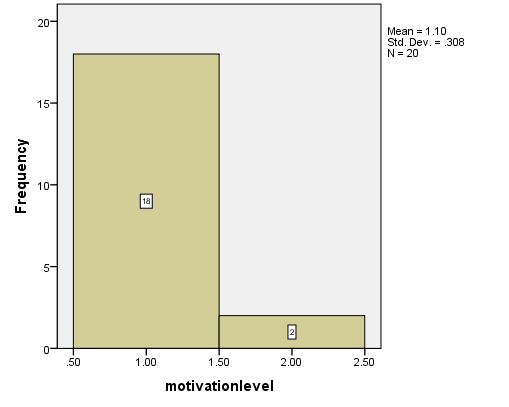 Mean = 1.10
Std. Dev. = .308
N = 20
Frequency
20
15
10
5
0
18
2
.50 1.00 1.50 2.00 2.50
motivationlevel